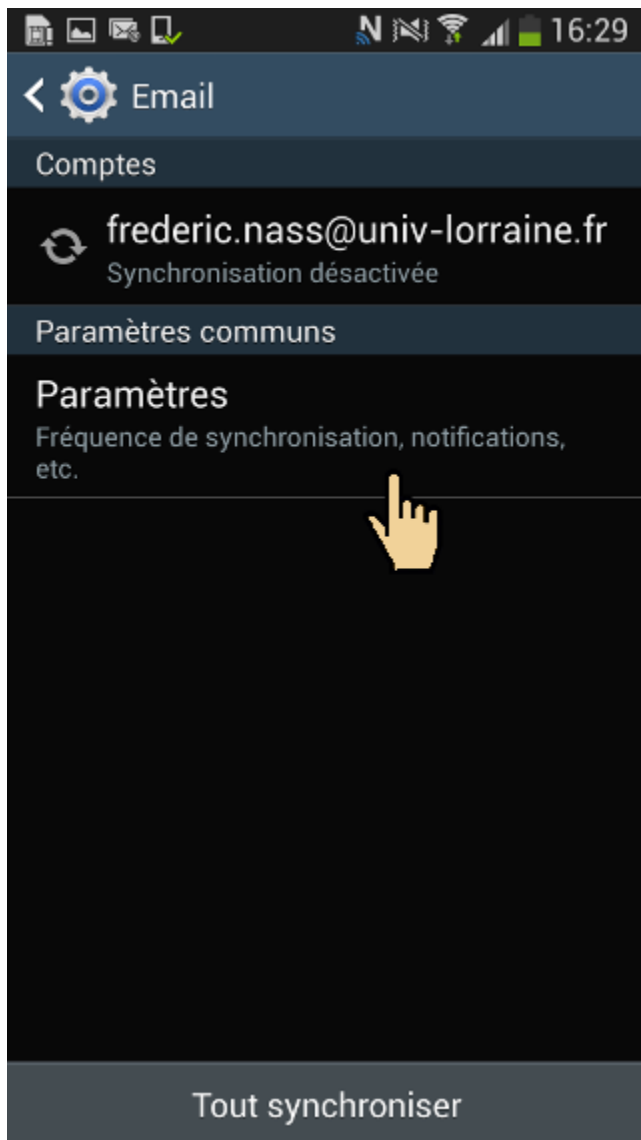 16:29
Email
Comptes
frederic.nass@univ-lorraine.fr
Synchronisation désactivée
Paramètres communs
Paramètres
Fréquence de synchronisation, notifications,
etc.
Tout synchroniser